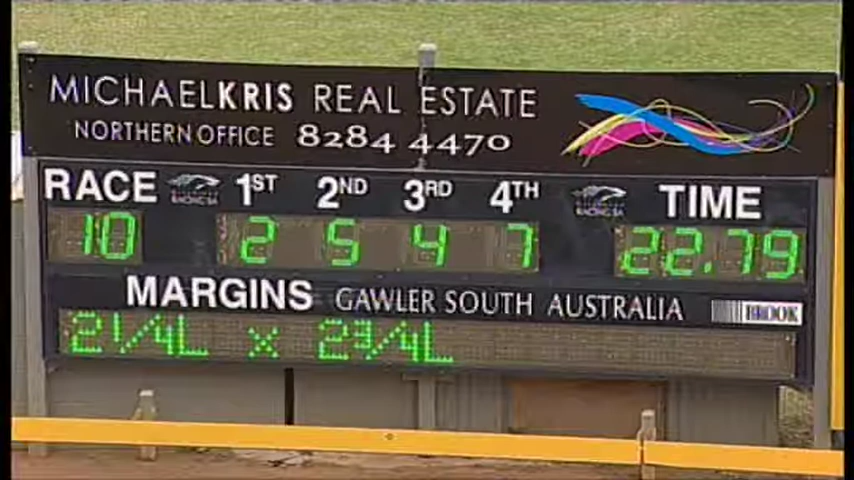 MICHAELKRIS REAL ESTATE
NORTHERN OFFICE 8284 4470
RACE 1ST 2ND 3RD 4TH TIME
10 2 5 4 7 22.79
MARGINS GAWLER SOUTH AUSTRALIA BROOK
2 1/4L x 2 3/4L